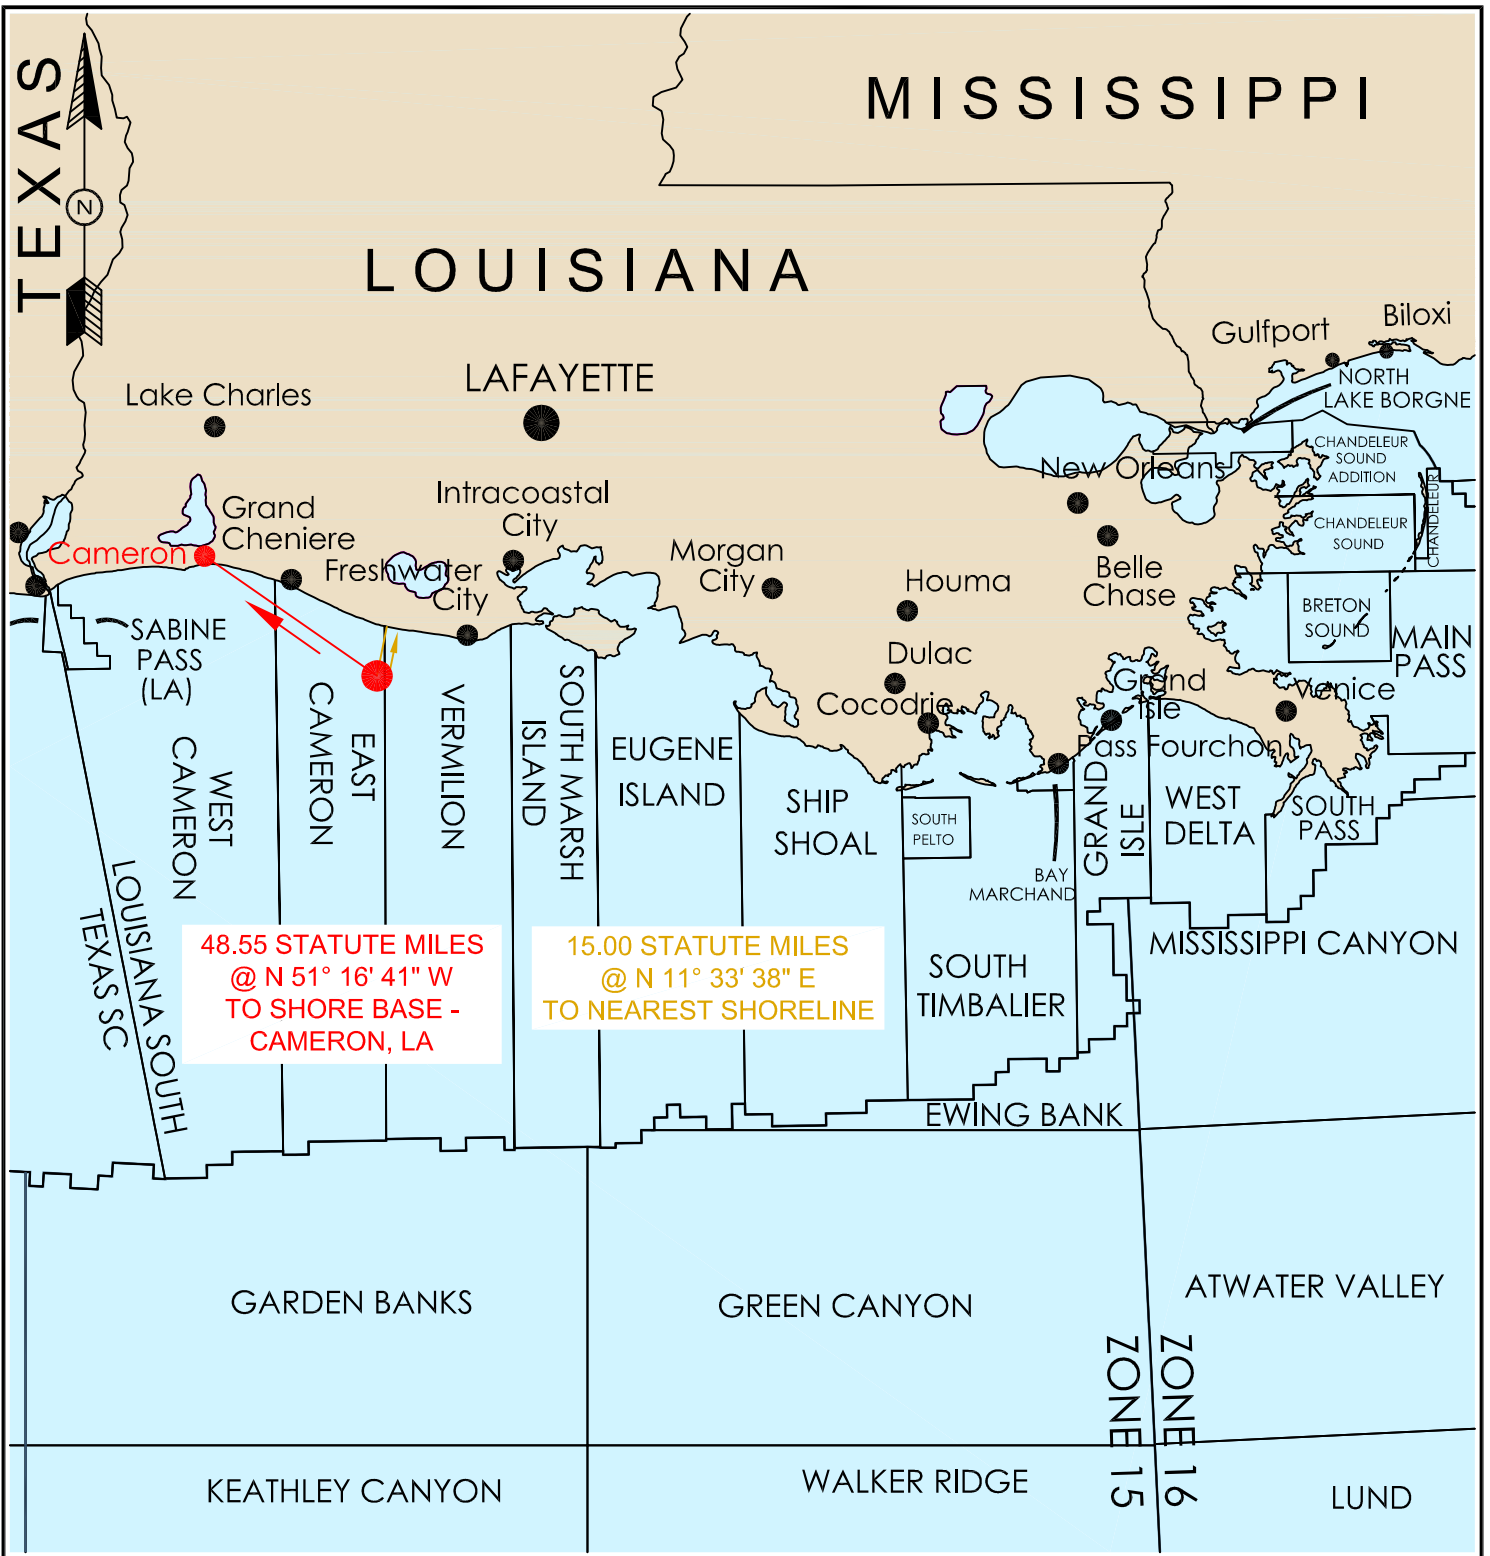 TEXAS
N
MISSISSIPPI
LOUISIANA
Gulfport
Biloxi
NORTH
LAKE BORGNE
Lake Charles
LAFAYETTE
New Orleans
CHANDELEUR
SOUND
ADDITION
CHANDELEUR
CHANDELEUR
SOUND
Grand
Cheniere
Intracoastal
City
Cameron
Freshwater
City
Morgan
City
Houma
Belle
Chase
BRETON
SOUND
MAIN
PASS
SABINE
PASS
(LA)
Dulac
Cocodrie
Grand
Isle
Venice
Pass Fourchon
WEST
CAMERON
EAST
CAMERON
VERMILION
SOUTH MARSH
ISLAND
EUGENE
ISLAND
SHIP
SHOAL
SOUTH
PELTO
BAY
MARCHAND
GRAND
ISLE
WEST
DELTA
SOUTH
PASS
LOUISIANA SOUTH
TEXAS SC
48.55 STATUTE MILES
@ N 51° 16' 41" W
TO SHORE BASE -
CAMERON, LA
15.00 STATUTE MILES
@ N 11° 33' 38" E
TO NEAREST SHORELINE
SOUTH
TIMBALIER
MISSISSIPPI CANYON
EWING BANK
GARDEN BANKS
GREEN CANYON
ATWATER VALLEY
ZONE 15
ZONE 16
KEATHLEY CANYON
WALKER RIDGE
LUND